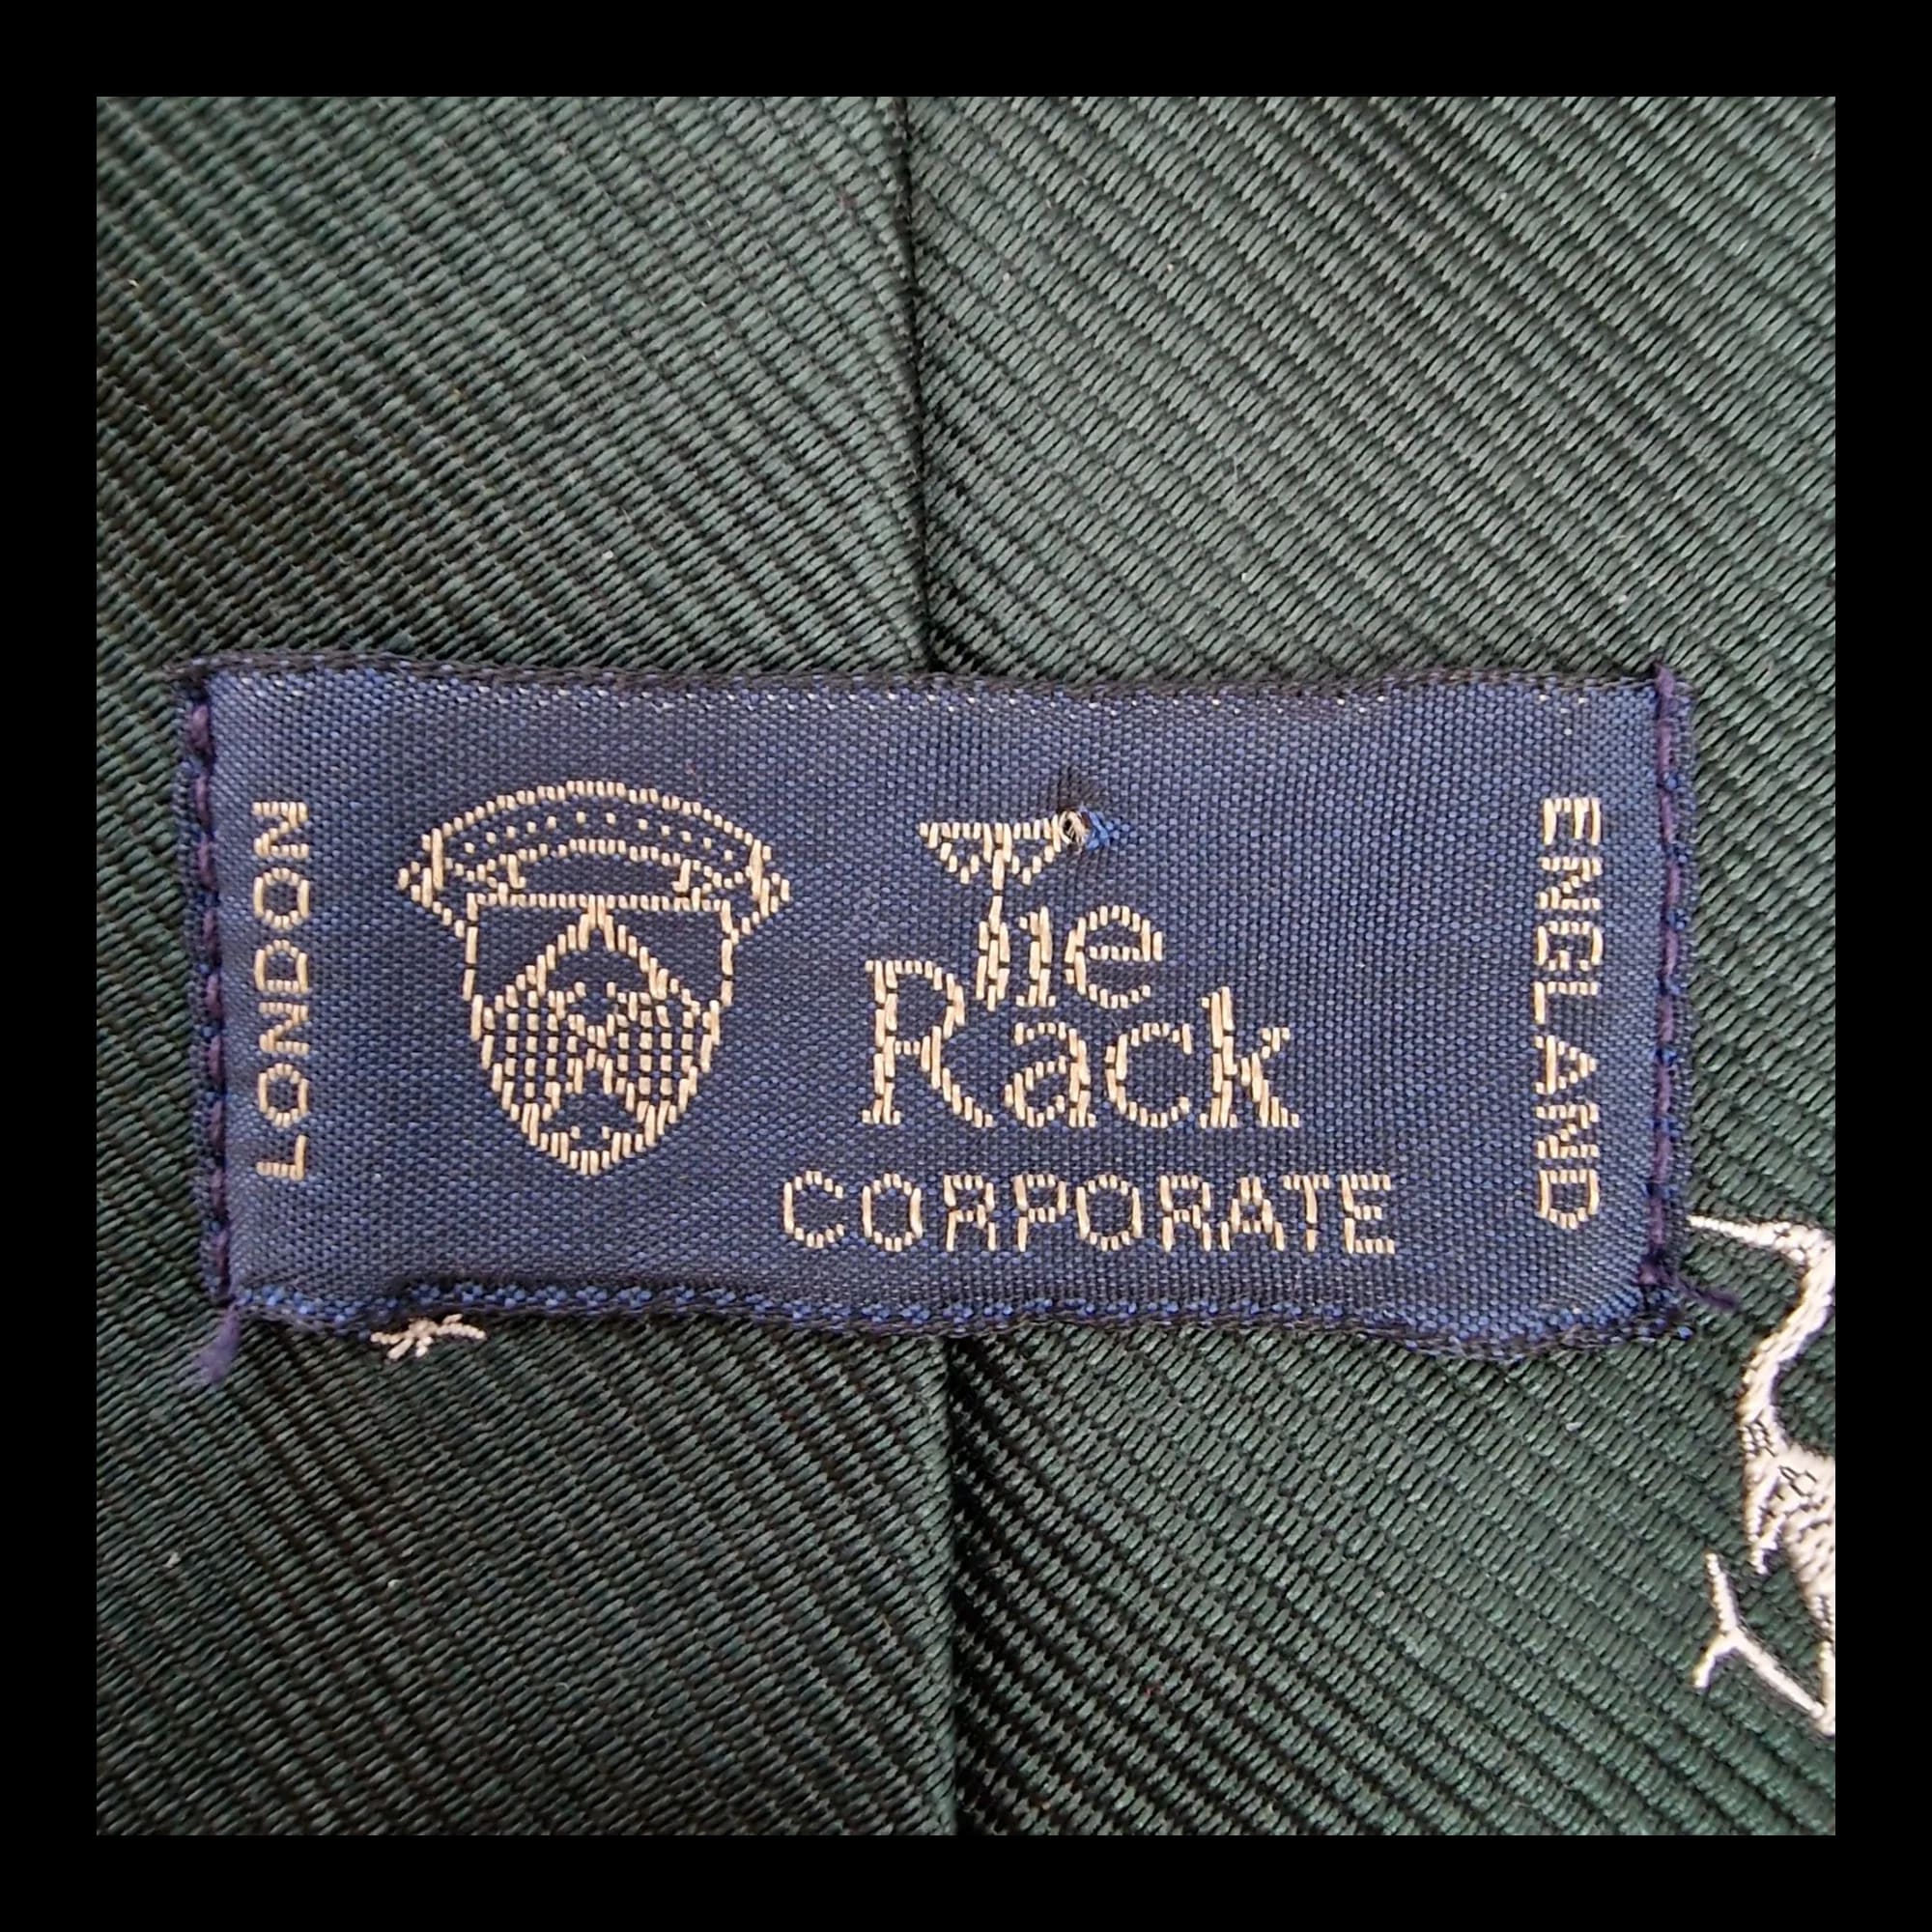 LONDON
Tie
Rack
CORPORATE
ENGLAND